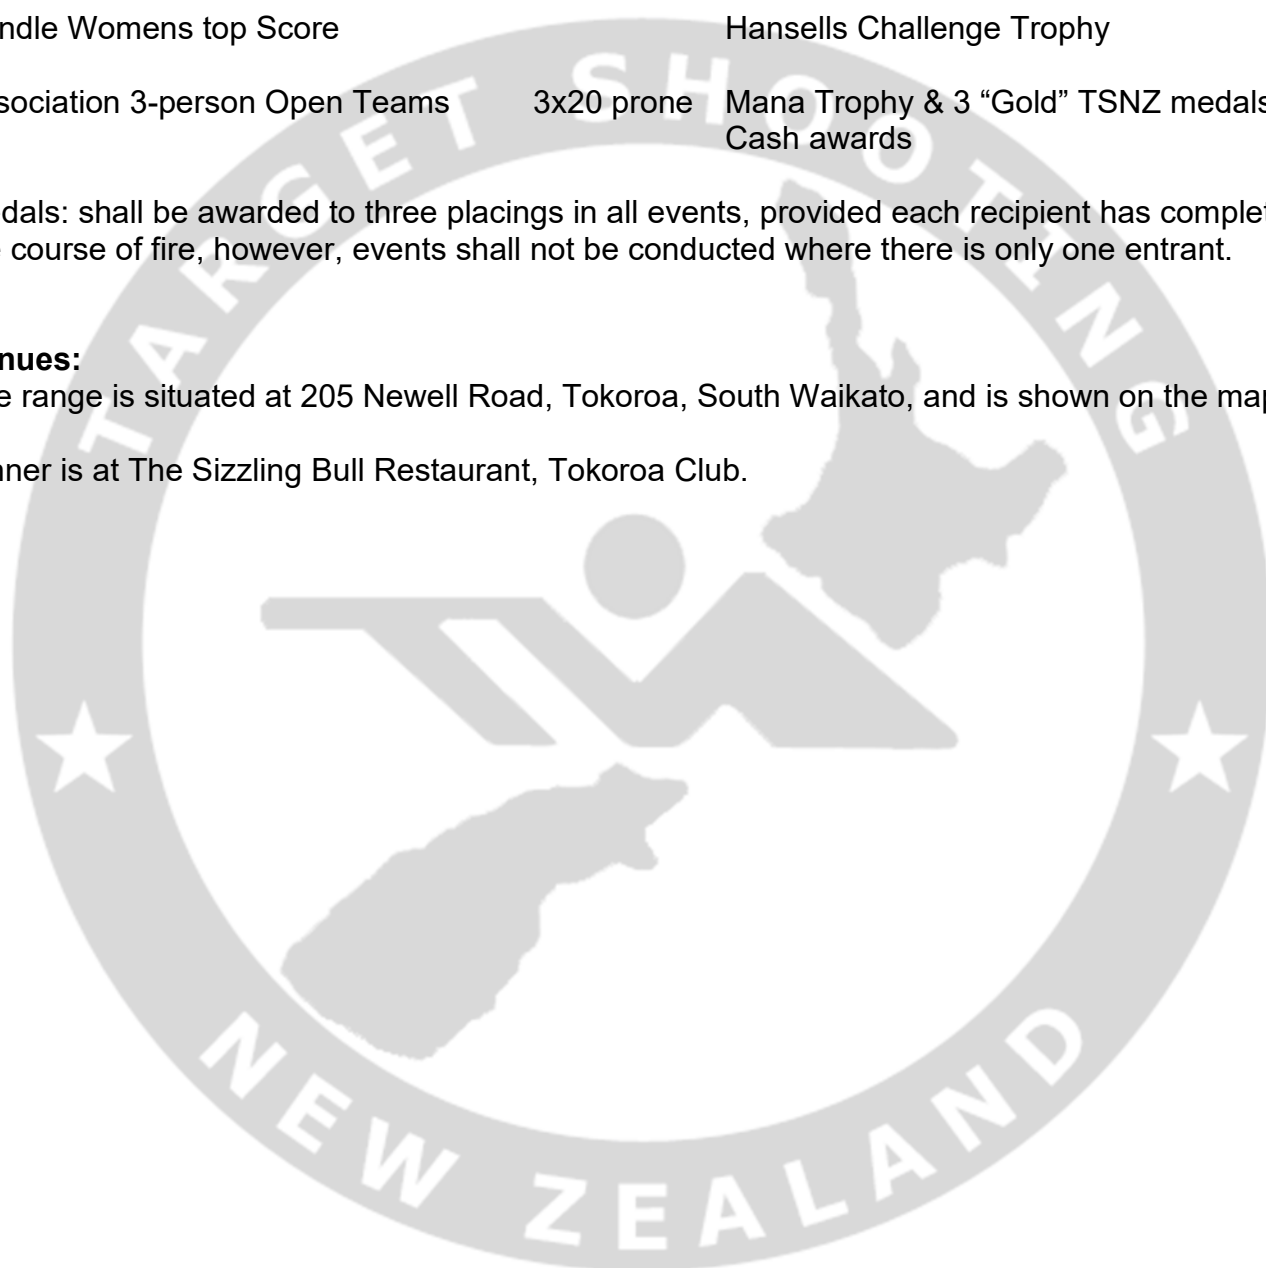 ndle Womens top Score Hansells Challenge Trophy
sociation 3-person Open Teams 3x20 prone Mana Trophy & 3 “Gold” TSNZ medals
Cash awards
dals: shall be awarded to three placings in all events, provided each recipient has complet
e course of fire, however, events shall not be conducted where there is only one entrant.
nues:
e range is situated at 205 Newell Road, Tokoroa, South Waikato, and is shown on the map
nner is at The Sizzling Bull Restaurant, Tokoroa Club.
TARGET SHOOTING
NEW ZEALAND